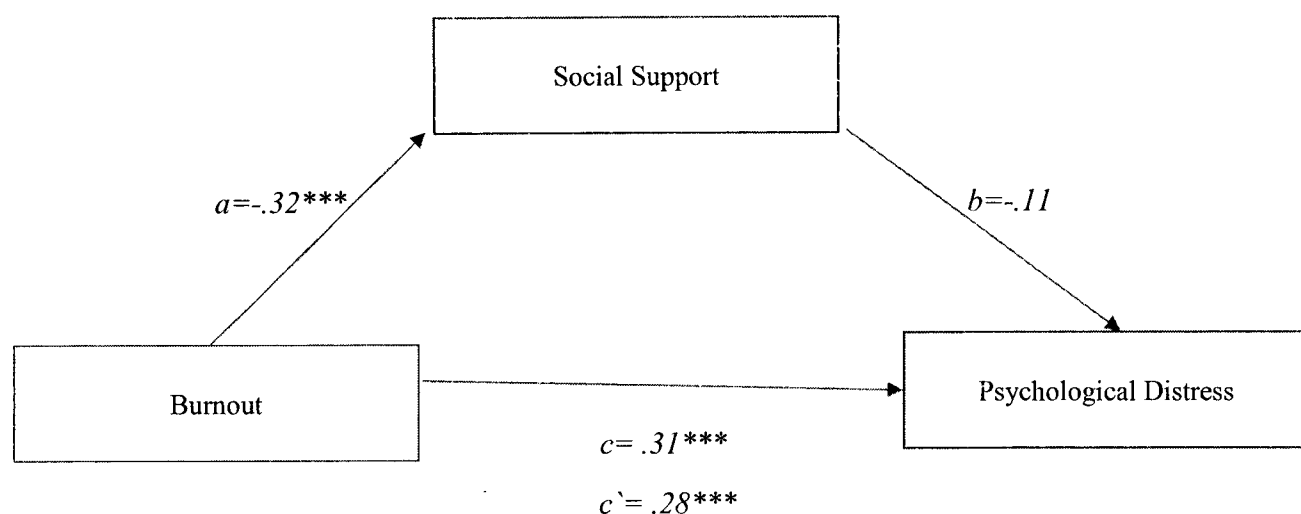 Social Support
a=-.32***
b=-.11
Burnout
Psychological Distress
c= .31***
c`= .28***